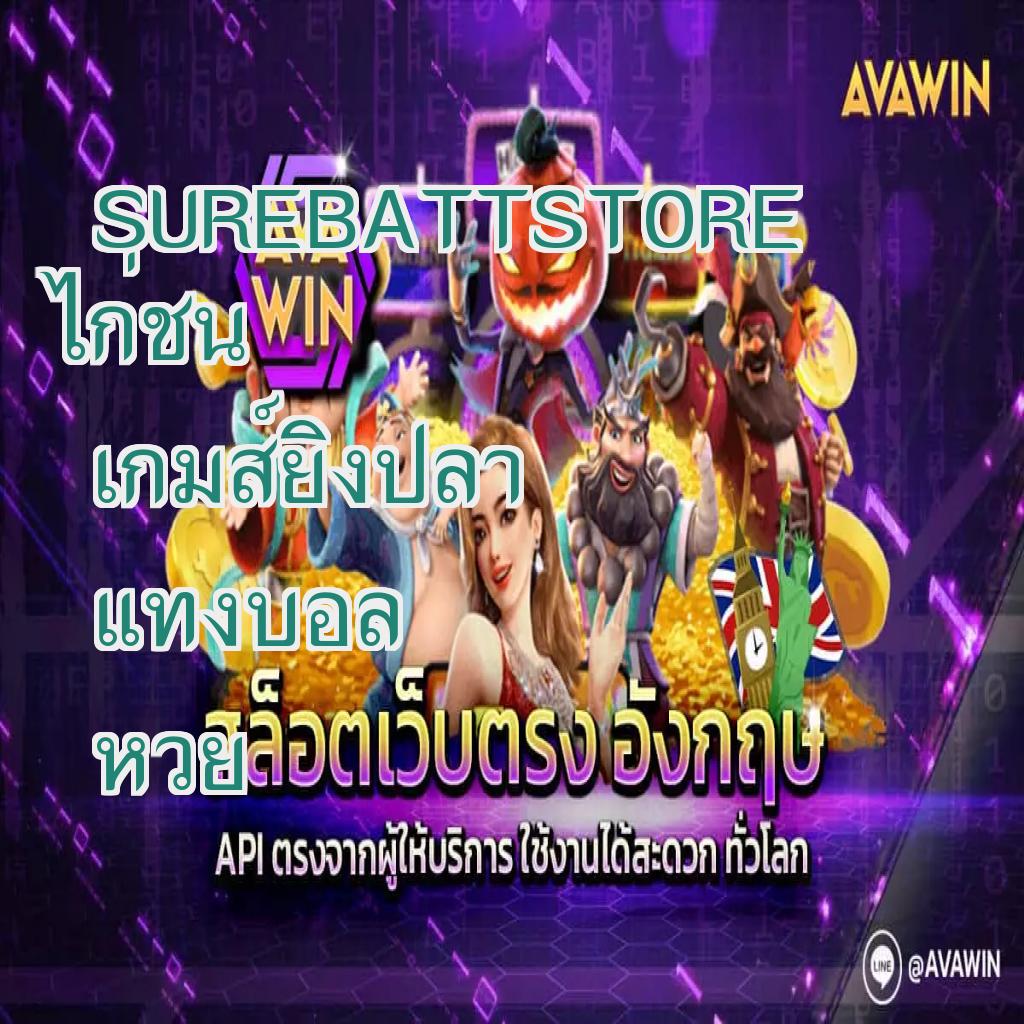 AVAWIN
SUREBATTSTORE
AVA
WIN
ไก่ชน
เกมส์ยิงปลา
แทงบอล
หวย
สล็อตเว็บตรง อังกฤษ
API ตรงจากผู้ให้บริการ ใช้งานได้สะดวก ทั่วโลก
LINE @AVAWIN